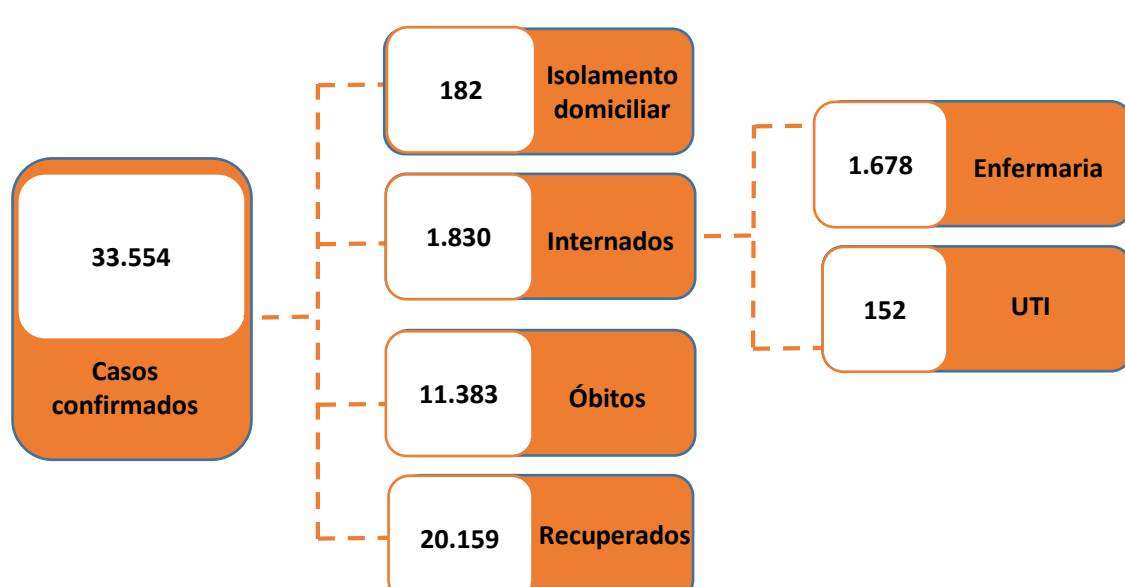 33.554
Casos
confirmados
182
Isolamento
domiciliar
1.830
Internados
11.383
Óbitos
20.159
Recuperados
1.678
Enfermaria
152
UTI